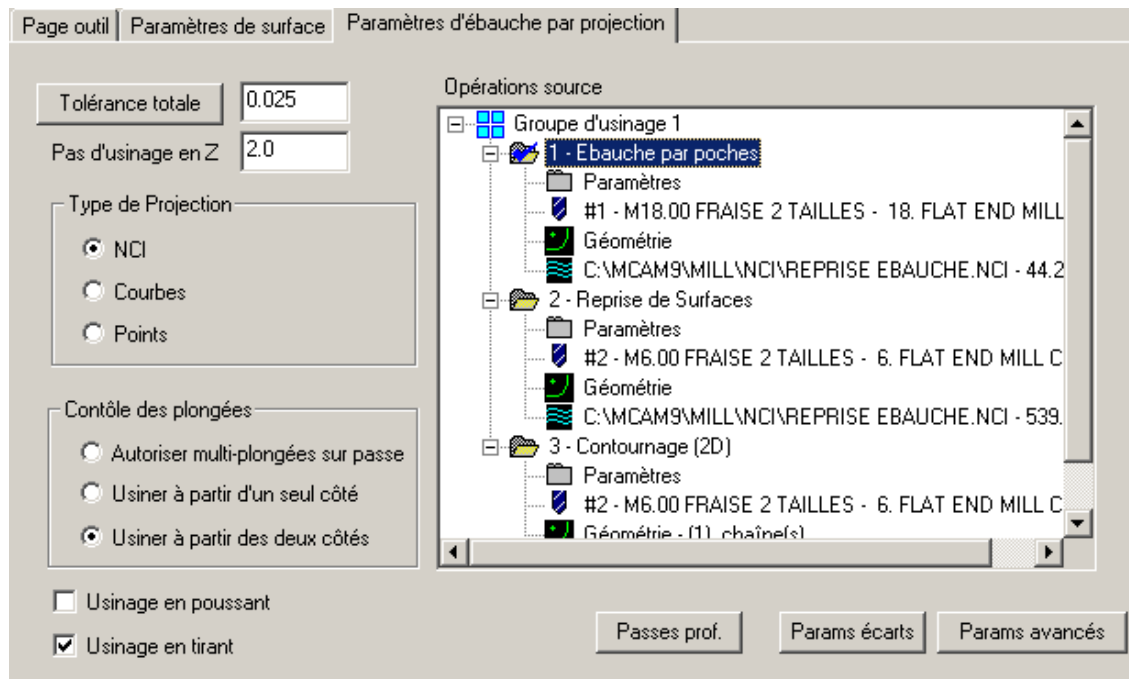 Page outil
Paramètres de surface
Paramètres d'ébauche par projection
Tolérance totale
0.025
Pas d'usinage en Z
2.0
Type de Projection
NCI
Courbes
Points
Contôle des plongées
Autoriser multi-plongées sur passe
Usiner à partir d'un seul côté
Usiner à partir des deux côtés
Usinage en poussant
Usinage en tirant
Opérations source
Groupe d'usinage 1
1 - Ebauche par poches
Paramètres
#1 - M18.00 FRAISE 2 TAILLES - 18. FLAT END MILL
Géométrie
C:\MCAM9\MILL\NCI\REPRISE EBAUCHE.NCI - 44.2
2 - Reprise de Surfaces
Paramètres
#2 - M6.00 FRAISE 2 TAILLES - 6. FLAT END MILL C
Géométrie
C:\MCAM9\MILL\NCI\REPRISE EBAUCHE.NCI - 539.
3 - Contournage (2D)
Paramètres
#2 - M6.00 FRAISE 2 TAILLES - 6. FLAT END MILL C
Géométrie - (1) chaîne(s)
Passes prof.
Params écarts
Params avancés